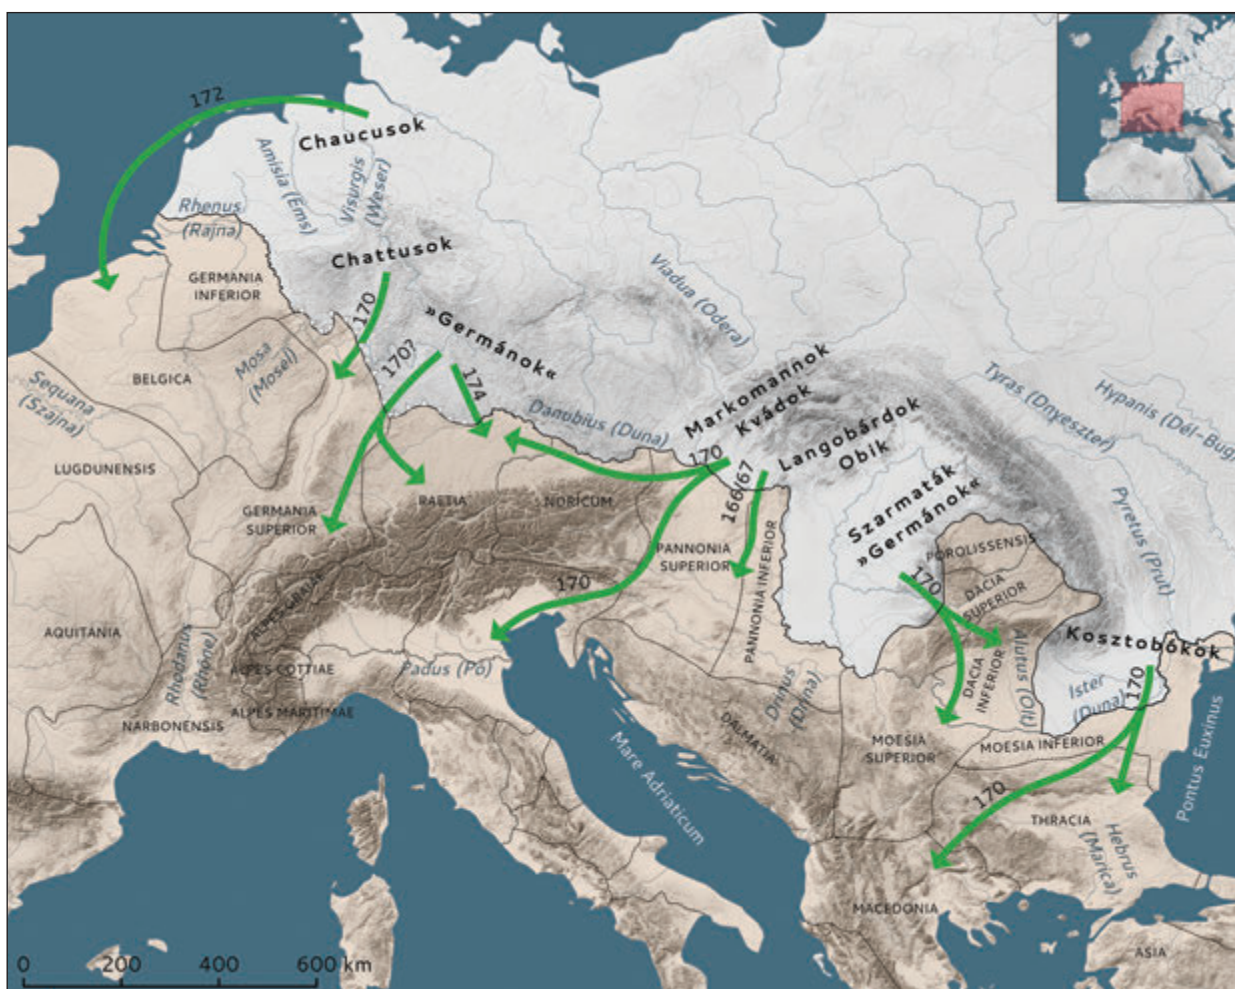 172
Chaucusok
Amisia (Ems)
Visurgis
(Weser)
Rhenus
(Rajna)
Chattusok
GERMANIA
INFERIOR
170
»Germánok«
170?
174
Viadua (Odera)
Mosa
(Mosel)
BELGICA
Sequana
(Szajna)
Danubius (Duna)
Markomannok
Kvádok
170
Langobárdok
Obik
166/67
Tyras (Dnyeszter)
Hypanis (Dél-Bug)
Pyretus (Prut)
LUGDUNENSIS
GERMANIA
SUPERIOR
RAETIA
NORICUM
Szarmaták
»Germánok«
PANNONIA
SUPERIOR
PANNONIA INFERIOR
POROLISSENSIS
DACIA
SUPERIOR
170
170
ALPES GRAIAE
AQUITANIA
Rhodanus
(Rhône)
ALPES COTTIAE
Padus (Pó)
ALPES MARITIMAE
NARBONENSIS
DACIA
INFERIOR
Alutus (Olt)
Kosztobókok
170
Ister
(Duna)
Drinus
(Drina)
DALMATIA
MOESIA
SUPERIOR
MOESIA INFERIOR
Mare Adriaticum
Pontus Euxinus
170
THRACIA
Hebrus
(Marica)
MACEDONIA
ASIA
0 200 400 600 km